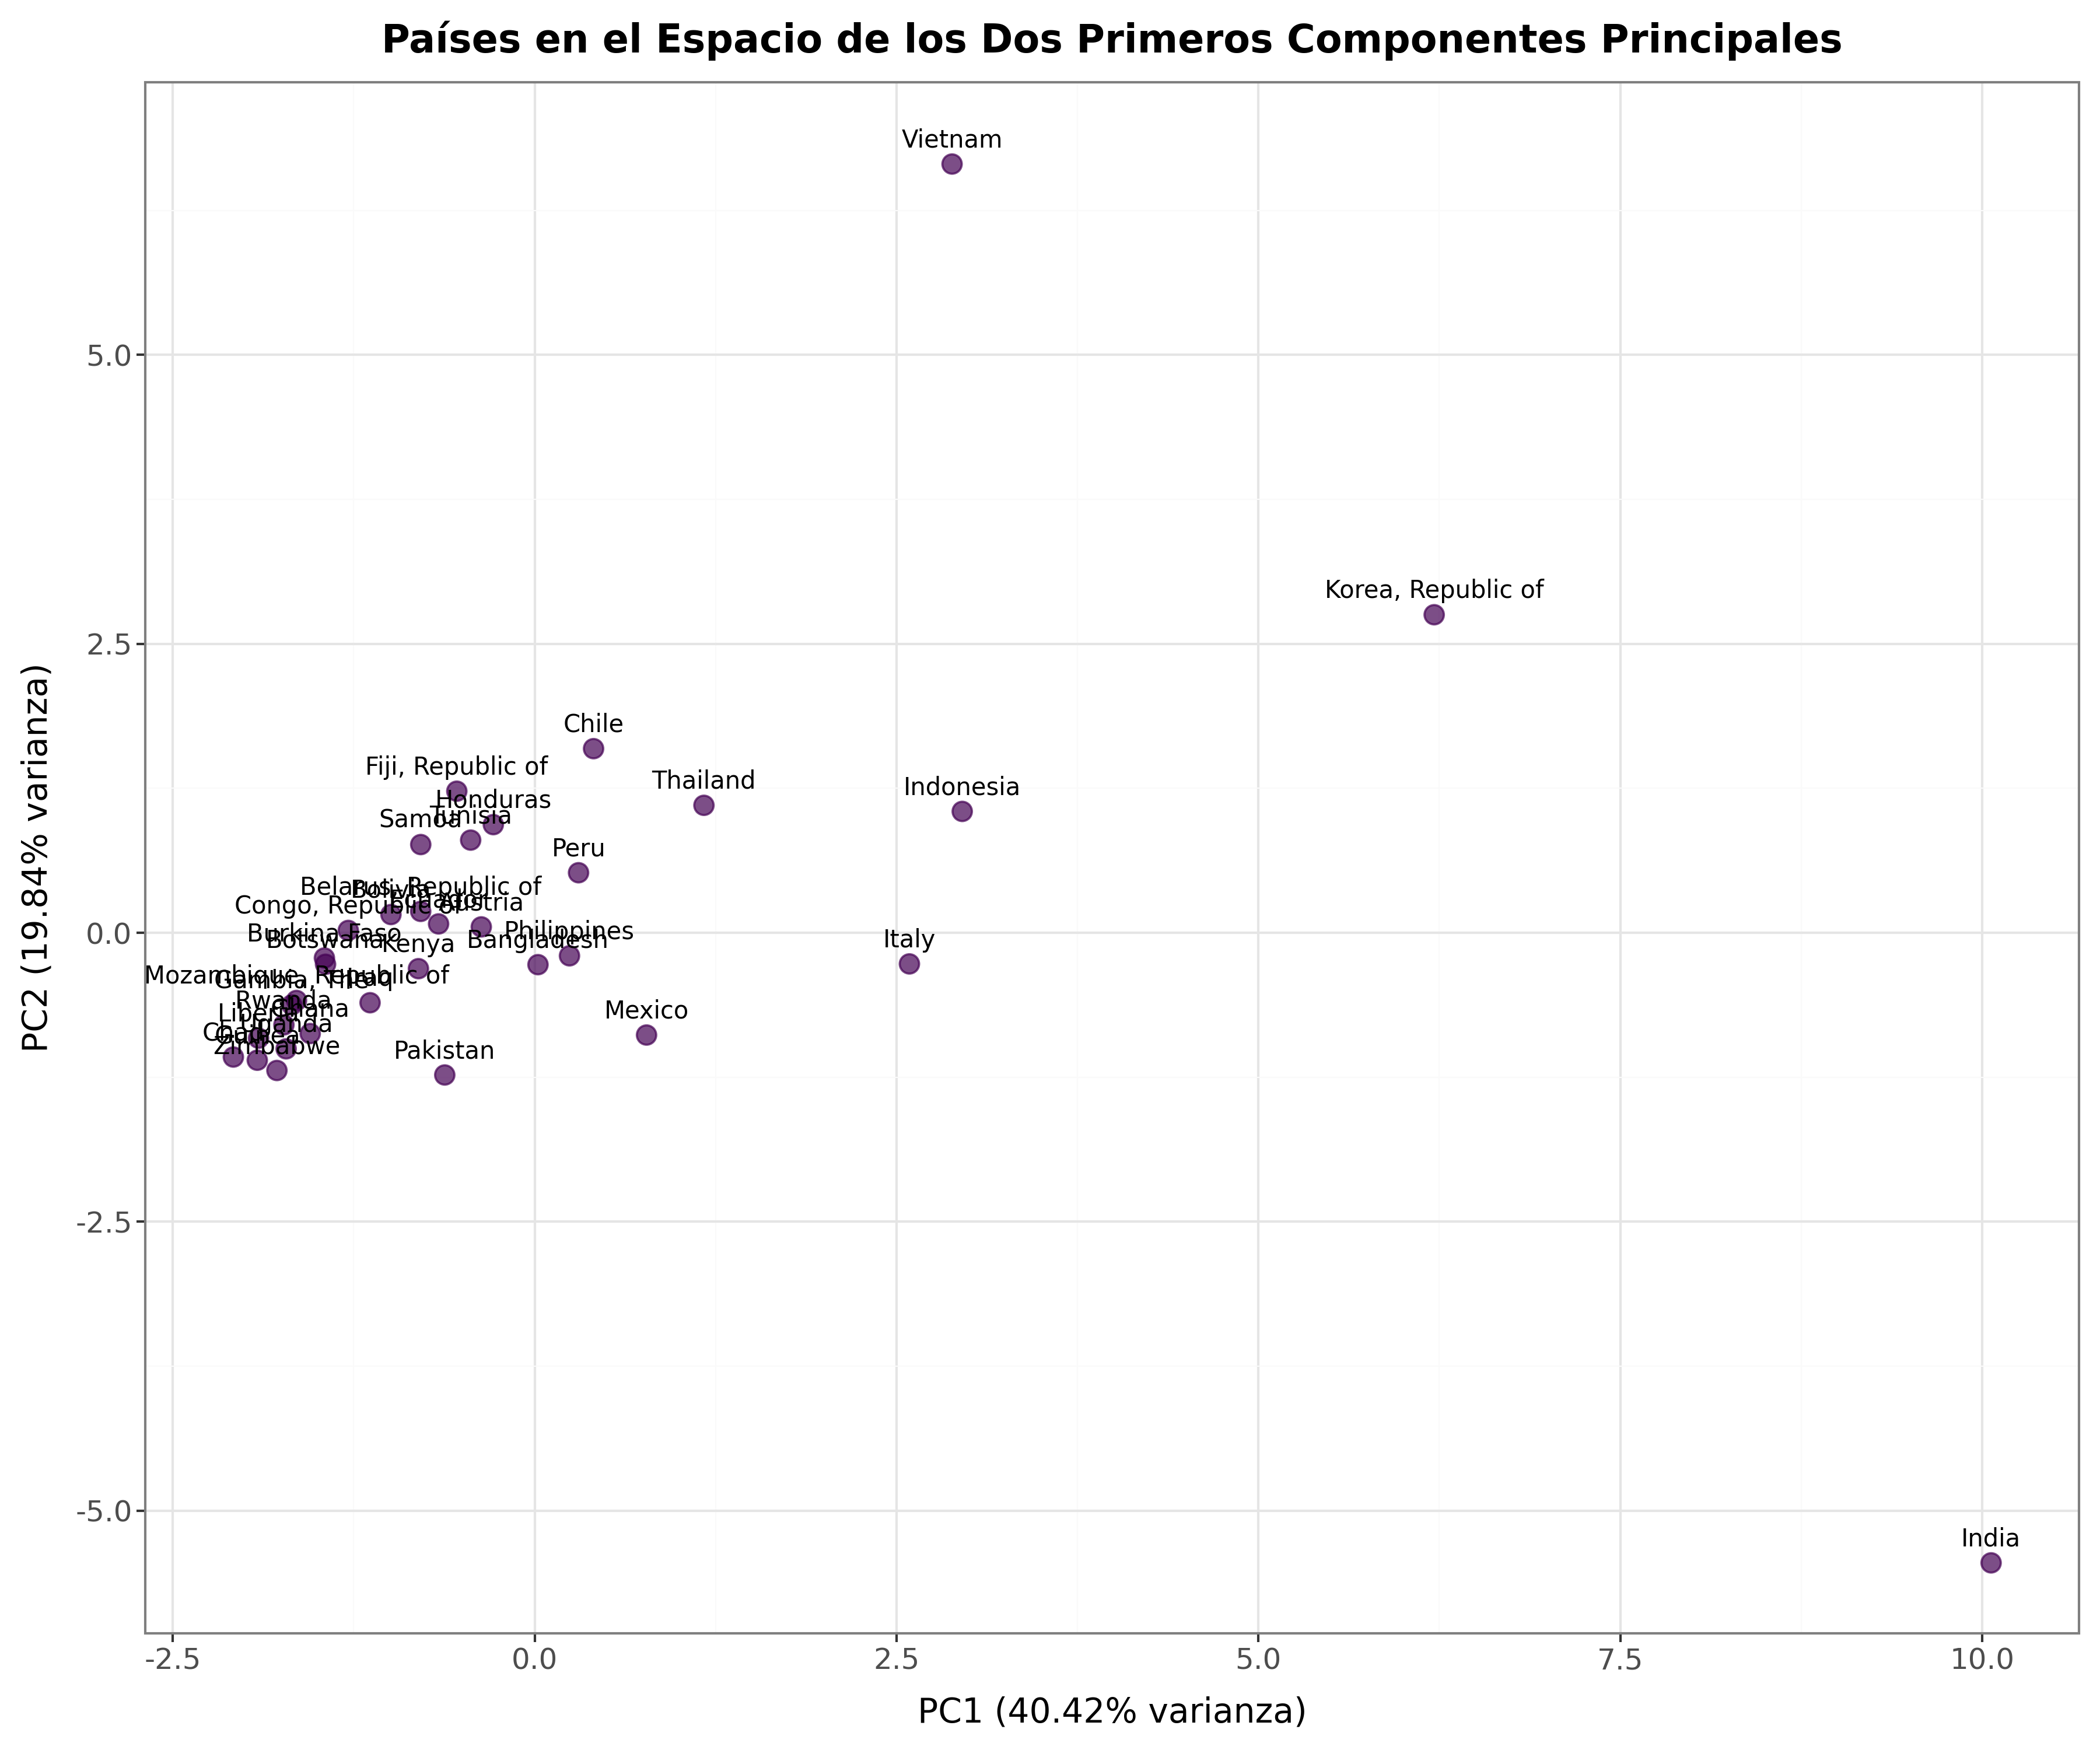 Países en el Espacio de los Dos Primeros Componentes Principales
Vietnam
5.0
Korea, Republic of
2.5
Chile
Fiji, Republic of
Thailand
Indonesia
Honduras
Tunisia
Samoa
Peru
Belarus, Republic of
Bolivia
Ecuador
Austria
Congo, Republic of
0.0
Philippines
Burkina Faso
Botswana
Kenya
Bangladesh
Italy
Mozambique, Republic of
Gambia, The
Iraq
Rwanda
Ghana
Liberia
Mexico
Uganda
Chad
Guinea
Zimbabwe
Pakistan
-2.5
-5.0
India
-2.5
0.0
2.5
5.0
7.5
10.0
PC1 (40.42% varianza)
PC2 (19.84% varianza)